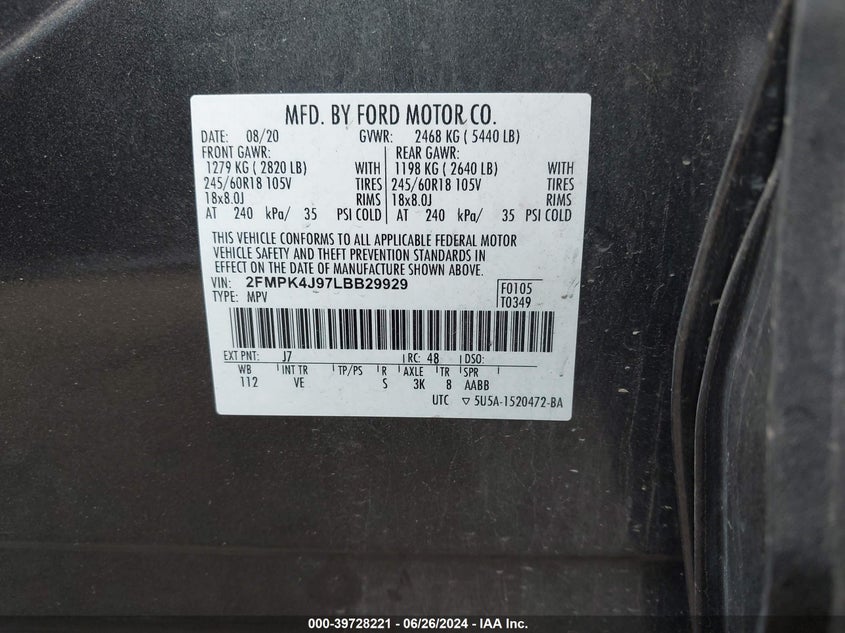 MFD. BY FORD MOTOR CO.
DATE: 08/20 GVWR: 2468 KG ( 5440 LB)
FRONT GAWR: REAR GAWR:
1279 KG ( 2820 LB) WITH 1198 KG ( 2640 LB) WITH
245/60R18 105V TIRES 245/60R18 105V TIRES
18x8.0J RIMS 18x8.0J RIMS
AT 240 kPa/ 35 PSI COLD AT 240 kPa/ 35 PSI COLD
THIS VEHICLE CONFORMS TO ALL APPLICABLE FEDERAL MOTOR
VEHICLE SAFETY AND THEFT PREVENTION STANDARDS IN
EFFECT ON THE DATE OF MANUFACTURE SHOWN ABOVE.
VIN: 2FMPK4J97LBB29929 F0105
TYPE: MPV T0349
EXT PNT: J7 RC: 48 DSO:
WB INT TR TP/PS R AXLE TR SPR
112 VE S 3K 8 AABB
UTC ▽ 5U5A-1520472-BA
000-39728221 - 06/26/2024 - IAA Inc.